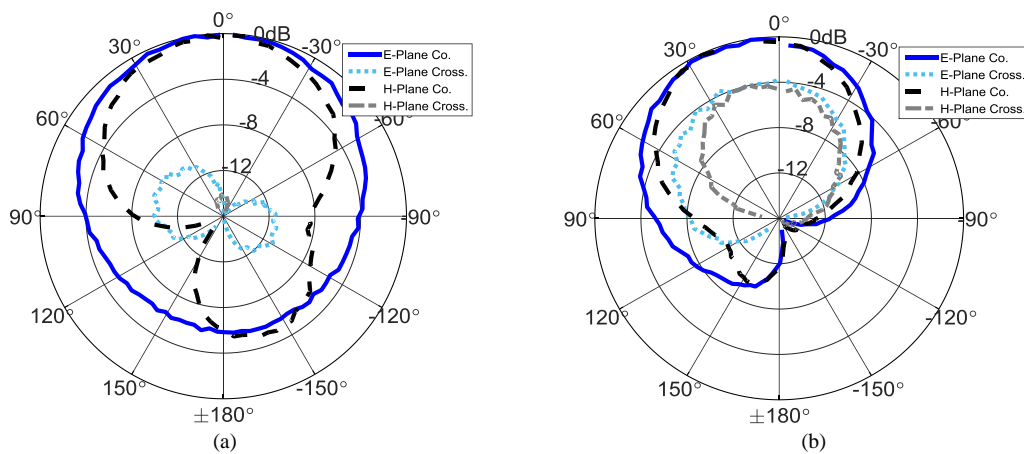 0°
0dB
30°
-30°
-4
60°
-60°
-8
-12
90°
-90°
120°
-120°
150°
-150°
±180°
E-Plane Co.
E-Plane Cross.
H-Plane Co.
H-Plane Cross.
(a)
0°
0dB
30°
-30°
-4
60°
-60°
-8
-12
90°
-90°
120°
-120°
150°
-150°
±180°
E-Plane Co.
E-Plane Cross.
H-Plane Co.
H-Plane Cross.
(b)